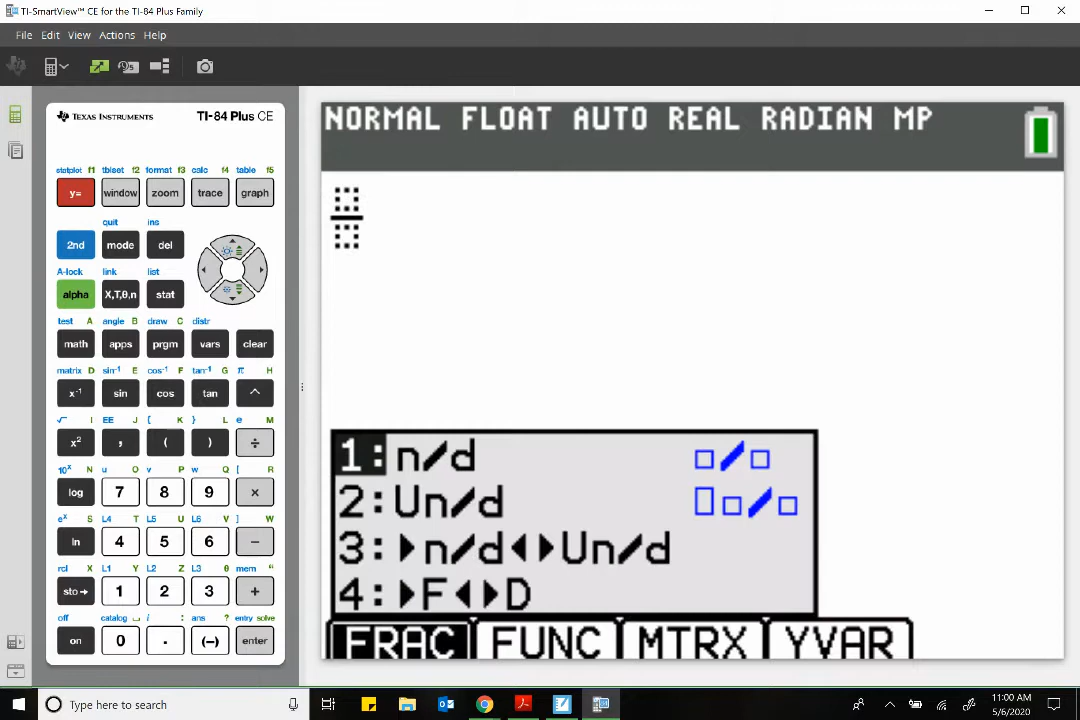 TI-SmartView™ CE for the TI-84 Plus Family
File Edit View Actions Help
TEXAS INSTRUMENTS TI-84 Plus CE
statplot f1 tblset f2 format f3 calc f4 table f5
y= window zoom trace graph
quit ins
2nd mode del
A-lock link list
alpha X,T,θ,n stat
test A angle B draw C distr
math apps prgm vars clear
matrix D sin⁻¹ E cos⁻¹ F tan⁻¹ G π H
x⁻¹ sin cos tan ^
√ I EE J { K } L e M
x² , ( ) ÷
10ˣ N u O v P w Q [ R
log 7 8 9 ×
eˣ S L4 T L5 U L6 V ] W
ln 4 5 6 −
rcl X L1 Y L2 Z L3 θ mem “
sto→ 1 2 3 +
off catalog ␣ i : ans ? entry solve
on 0 . (−) enter
NORMAL FLOAT AUTO REAL RADIAN MP
1:n/d □/□
2:Un/d □□/□
3:►n/d◄►Un/d
4:►F◄►D
FRAC FUNC MTRX YVAR
Type here to search
11:00 AM
5/6/2020